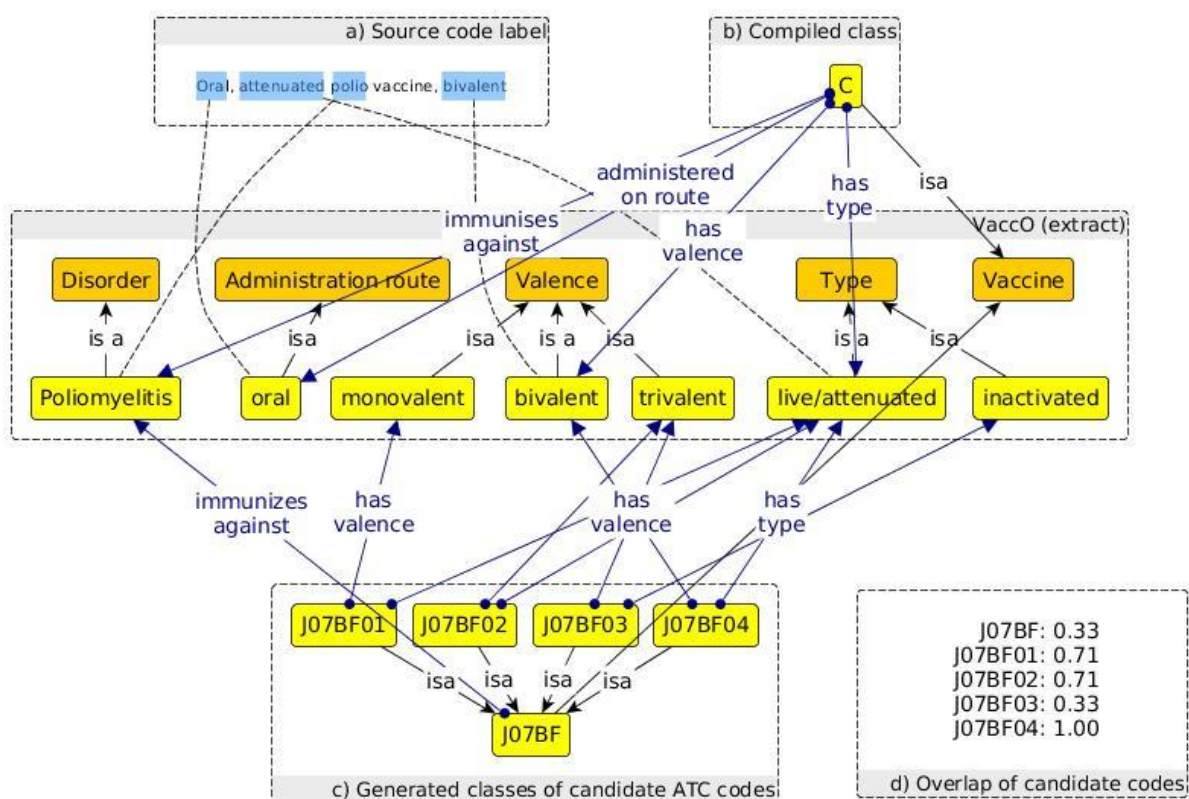 a) Source code label
b) Compiled class
Oral, attenuated polio vaccine, bivalent
C
administered
on route
has
type
isa
immunises
against
has
valence
VaccO (extract)
Disorder
Administration route
Valence
Type
Vaccine
is a
isa
isa
is a
isa
is a
isa
Poliomyelitis
oral
monovalent
bivalent
trivalent
live/attenuated
inactivated
immunizes
against
has
valence
has
valence
has
type
J07BF01
J07BF02
J07BF03
J07BF04
isa
isa
isa
isa
J07BF
c) Generated classes of candidate ATC codes
J07BF: 0.33
J07BF01: 0.71
J07BF02: 0.71
J07BF03: 0.33
J07BF04: 1.00
d) Overlap of candidate codes